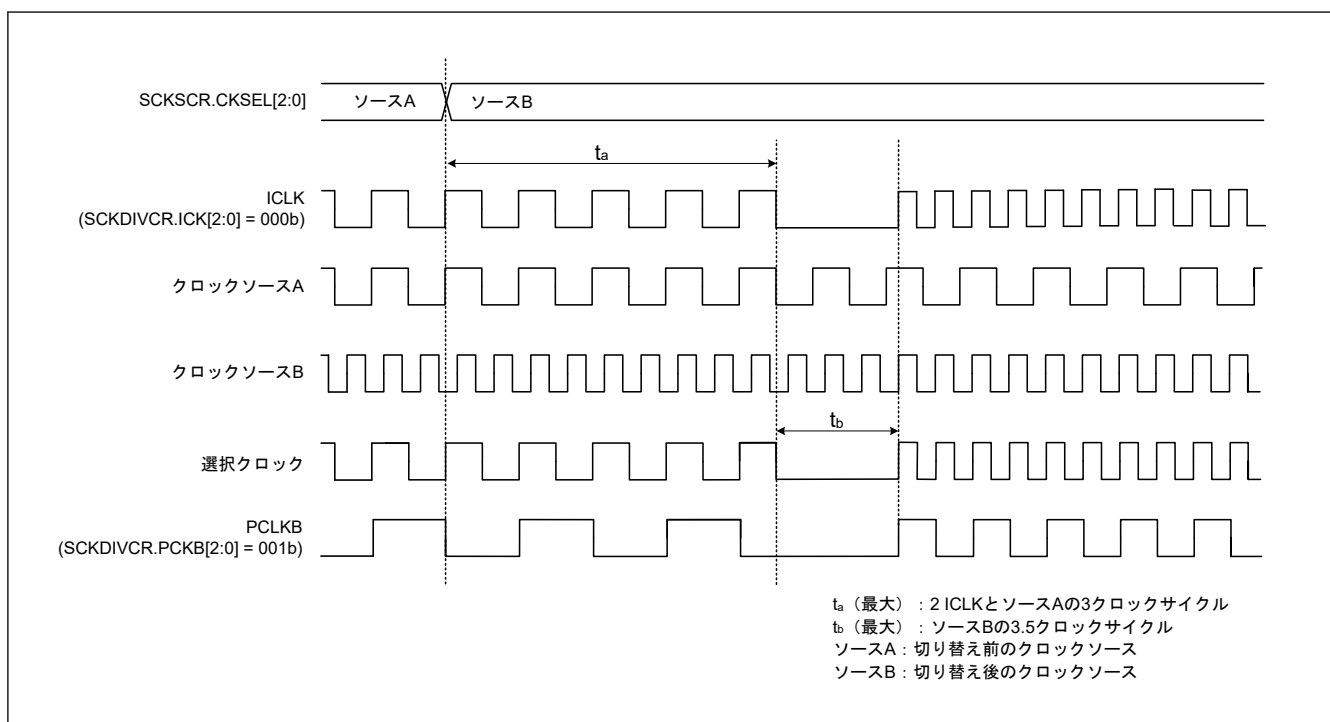 SCKSCR.CKSEL[2:0]
ソースA
ソースB
ta
ICLK
(SCKDIVCR.ICK[2:0] = 000b)
クロックソースA
クロックソースB
tb
選択クロック
PCLKB
(SCKDIVCR.PCKB[2:0] = 001b)
ta（最大）：2 ICLKとソースAの3クロックサイクル
tb（最大）：ソースBの3.5クロックサイクル
ソースA：切り替え前のクロックソース
ソースB：切り替え後のクロックソース